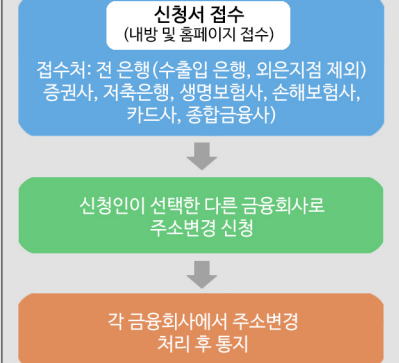 신청서 접수
(내방 및 홈페이지 접수)
접수처: 전 은행(수출입 은행, 외은지점 제외)
증권사, 저축은행, 생명보험사, 손해보험사,
카드사, 종합금융사)
신청인이 선택한 다른 금융회사로
주소변경 신청
각 금융회사에서 주소변경
처리 후 통지